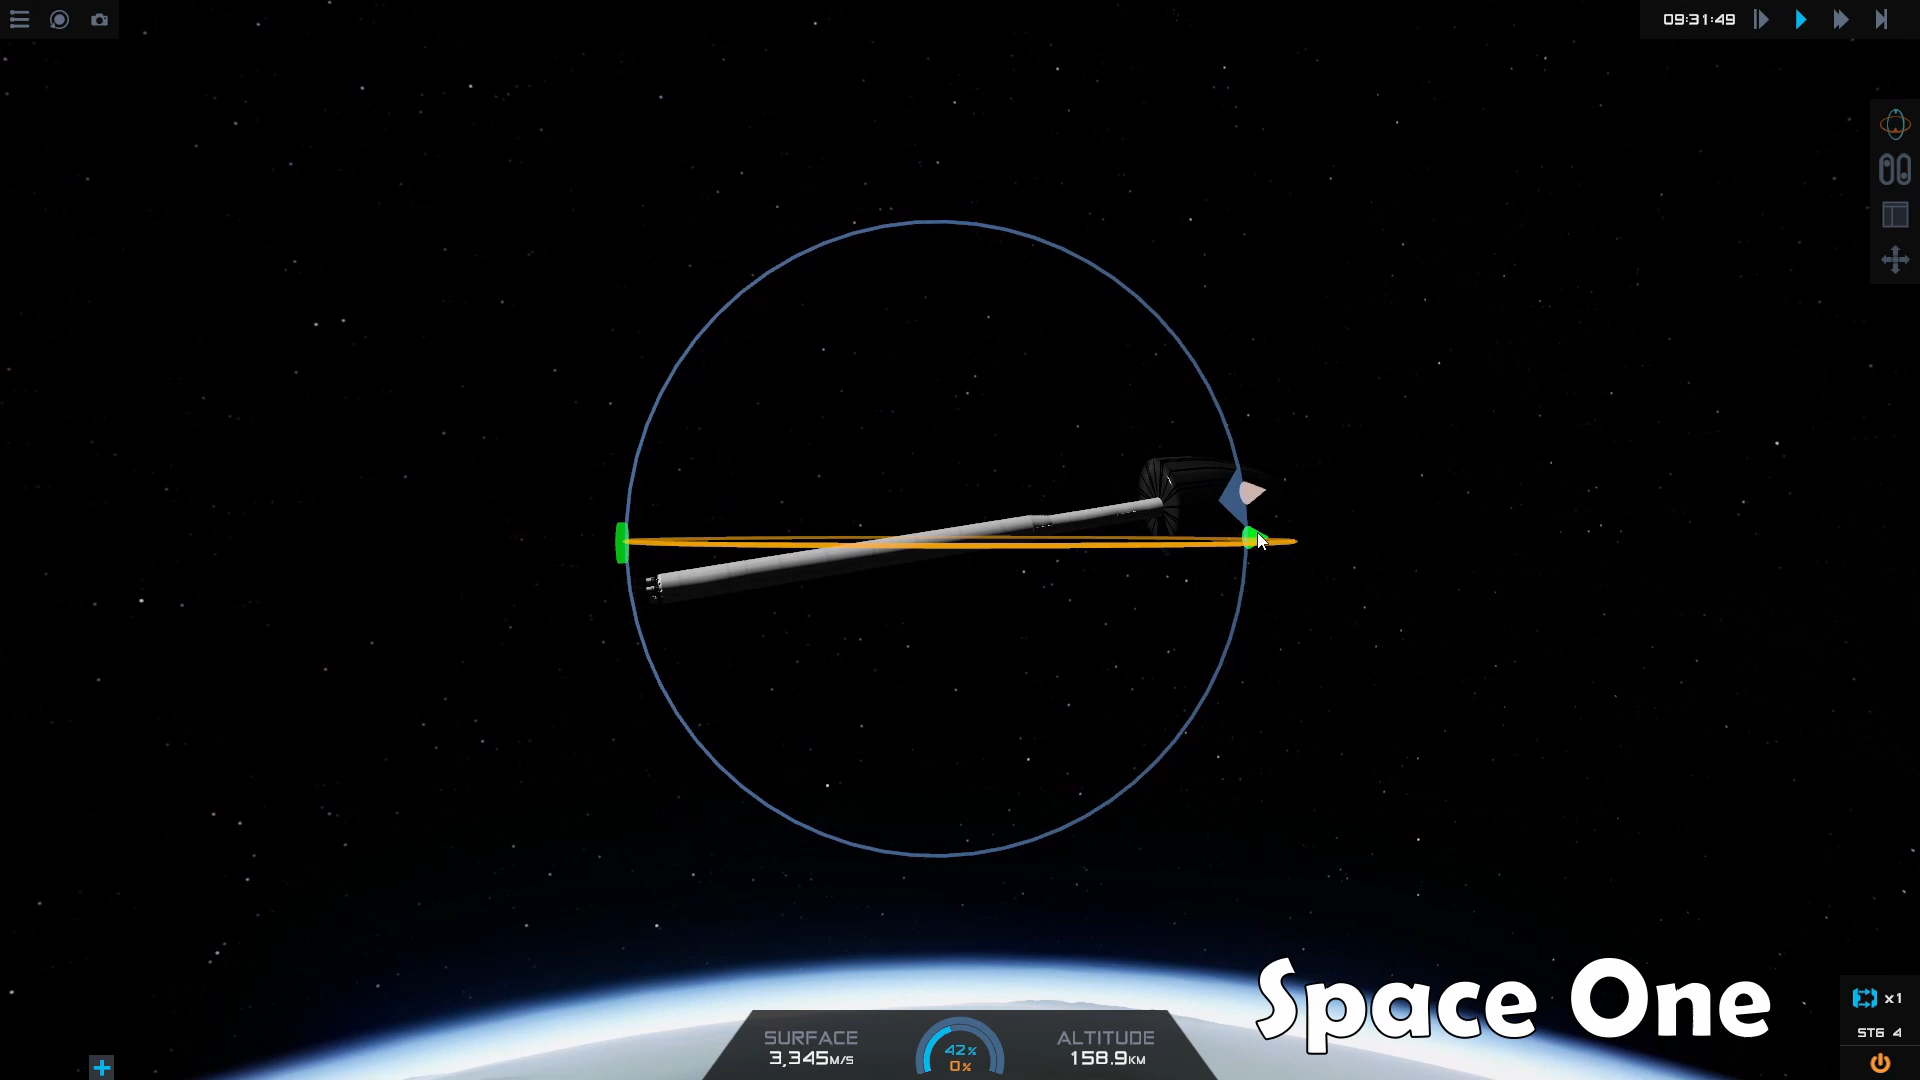 09:31:49
Space One
SURFACE
3,345M/S
42%
0%
ALTITUDE
158.9KM
x1
STG 4